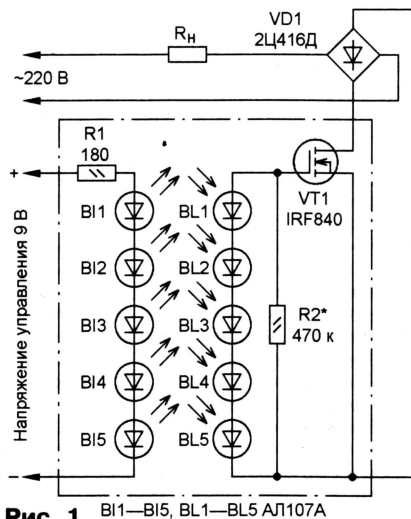 VD1
2Ц416Д
Rн
~220 В
R1
180
+
VT1
IRF840
BI1
BL1
BI2
BL2
BI3
BL3
R2*
470 к
BI4
BL4
BI5
BL5
–
Напряжение управления 9 В
Рис. 1
BI1—BI5, BL1—BL5 АЛ107А